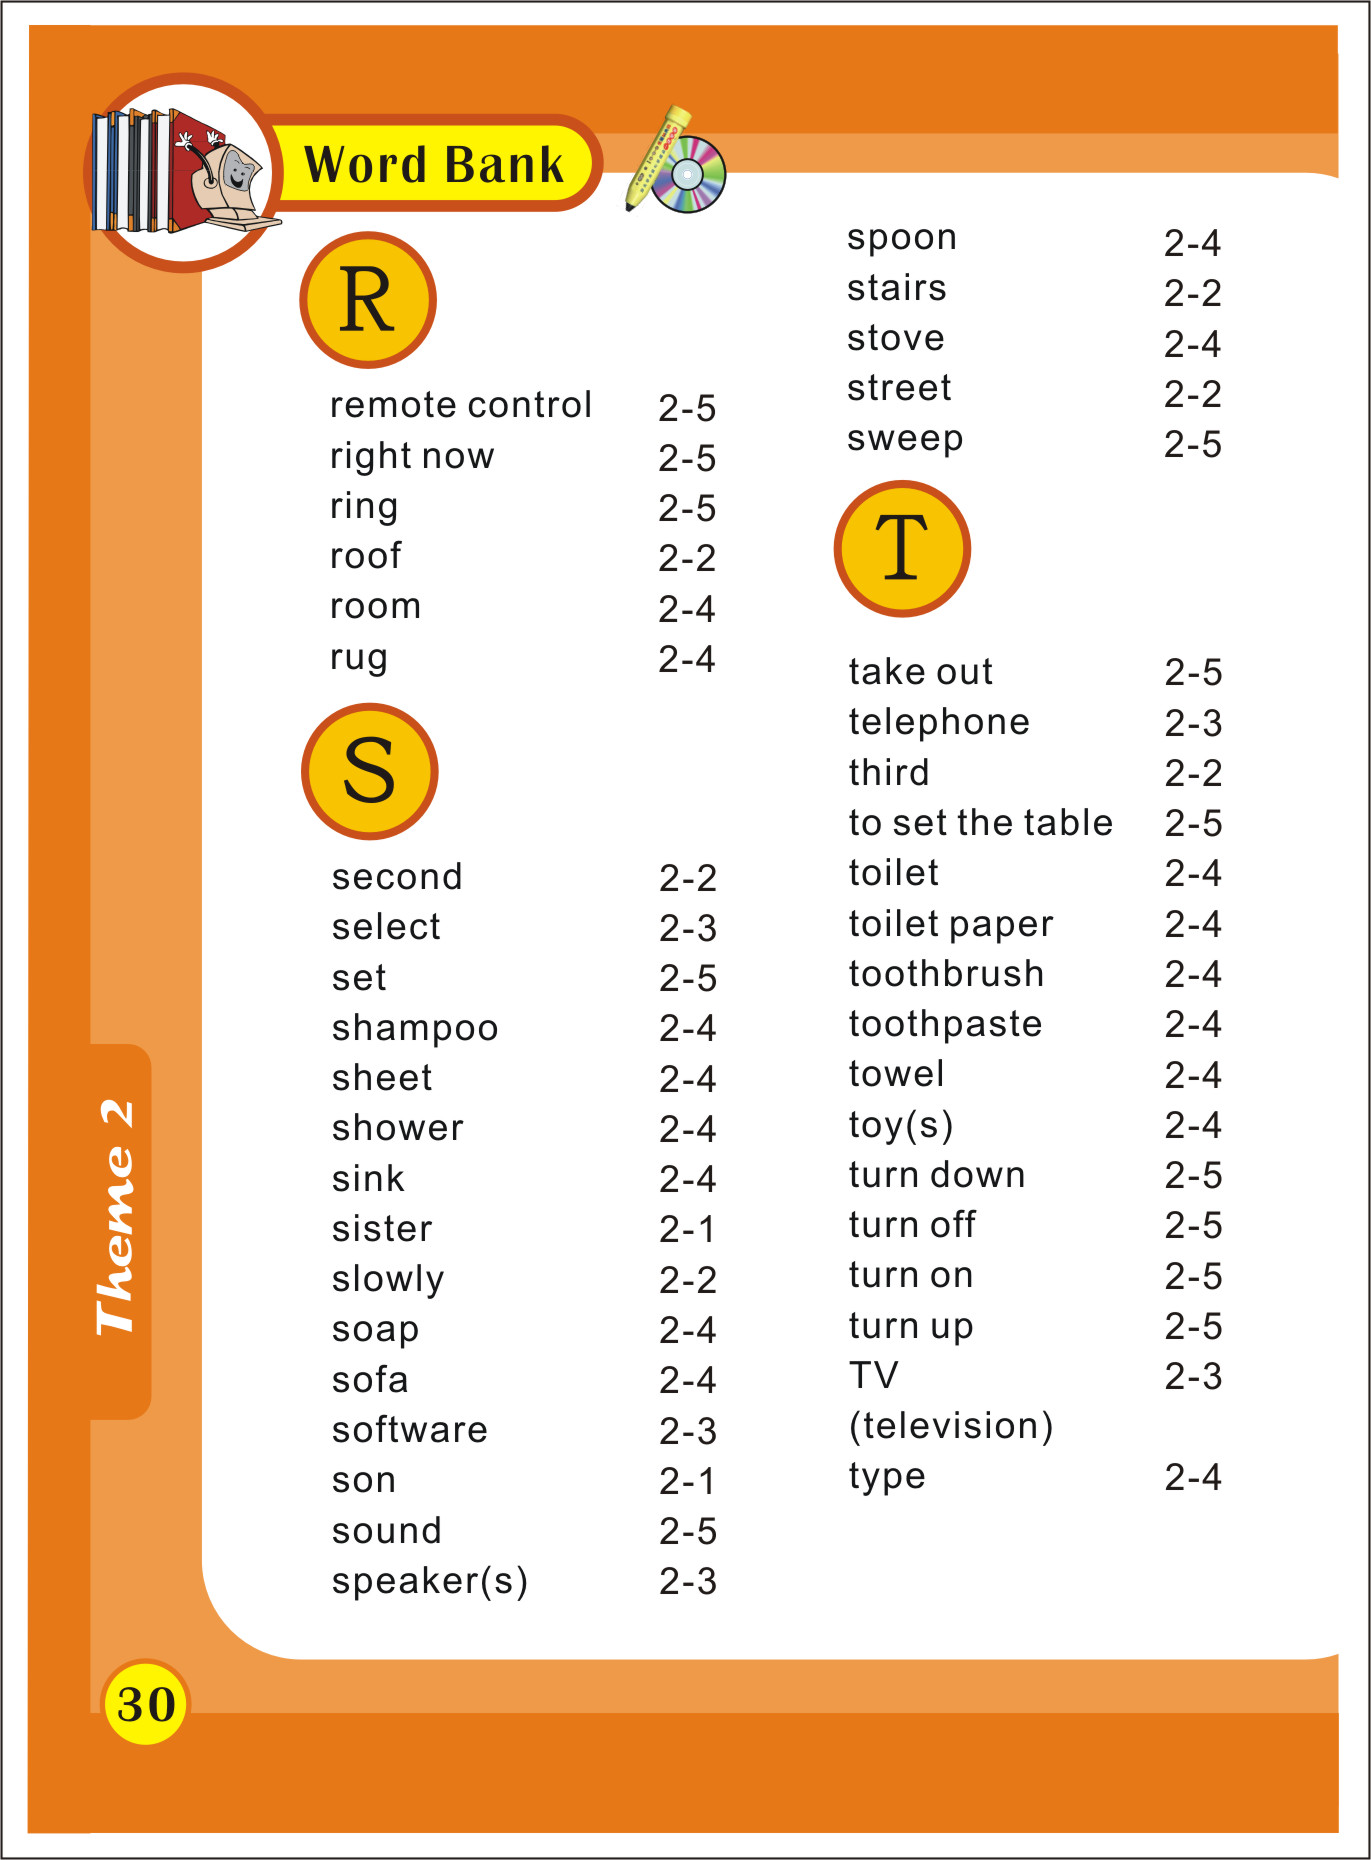 Word Bank
R
remote control 2-5
right now 2-5
ring 2-5
roof 2-2
room 2-4
rug 2-4
S
second 2-2
select 2-3
set 2-5
shampoo 2-4
sheet 2-4
shower 2-4
sink 2-4
sister 2-1
slowly 2-2
soap 2-4
sofa 2-4
software 2-3
son 2-1
sound 2-5
speaker(s) 2-3
spoon 2-4
stairs 2-2
stove 2-4
street 2-2
sweep 2-5
T
take out 2-5
telephone 2-3
third 2-2
to set the table 2-5
toilet 2-4
toilet paper 2-4
toothbrush 2-4
toothpaste 2-4
towel 2-4
toy(s) 2-4
turn down 2-5
turn off 2-5
turn on 2-5
turn up 2-5
TV 2-3
(television)
type 2-4
Theme 2
30